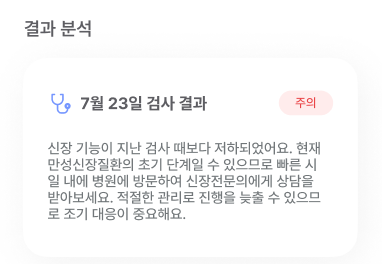 결과 분석
7월 23일 검사 결과
주의
신장 기능이 지난 검사 때보다 저하되었어요. 현재
만성신장질환의 초기 단계일 수 있으므로 빠른 시
일 내에 병원에 방문하여 신장전문의에게 상담을
받아보세요. 적절한 관리로 진행을 늦출 수 있으므
로 조기 대응이 중요해요.